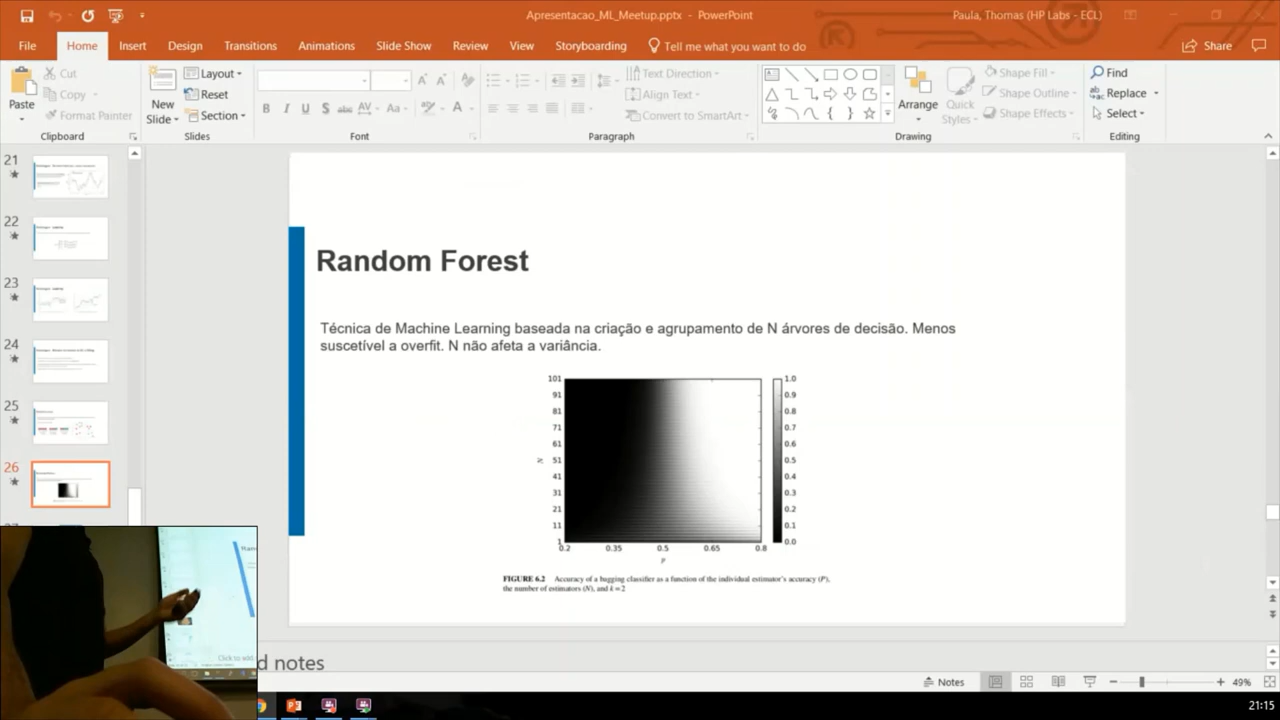 Apresentacao_ML_Meetup.pptx - PowerPoint
Paula, Thomas (HP Labs - ECL)
File Home Insert Design Transitions Animations Slide Show Review View Storyboarding Tell me what you want to do Share
Paste
Cut
Copy
Format Painter
Clipboard
New Slide
Layout
Reset
Section
Slides
B I U S abc AV Aa A
Font
Text Direction
Align Text
Convert to SmartArt
Paragraph
Arrange
Quick Styles
Shape Fill
Shape Outline
Shape Effects
Drawing
Find
Replace
Select
Editing
21
22
23
24
25
26
Random Forest
Técnica de Machine Learning baseada na criação e agrupamento de N árvores de decisão. Menos
suscetível a overfit. N não afeta a variância.
101
91
81
71
61
51
41
31
21
11
1
N
0.2 0.35 0.5 0.65 0.8
P
1.0
0.9
0.8
0.7
0.6
0.5
0.4
0.3
0.2
0.1
0.0
FIGURE 6.2 Accuracy of a bagging classifier as a function of the individual estimator's accuracy (P),
the number of estimators (N), and k = 2
d notes
Notes
49%
21:15